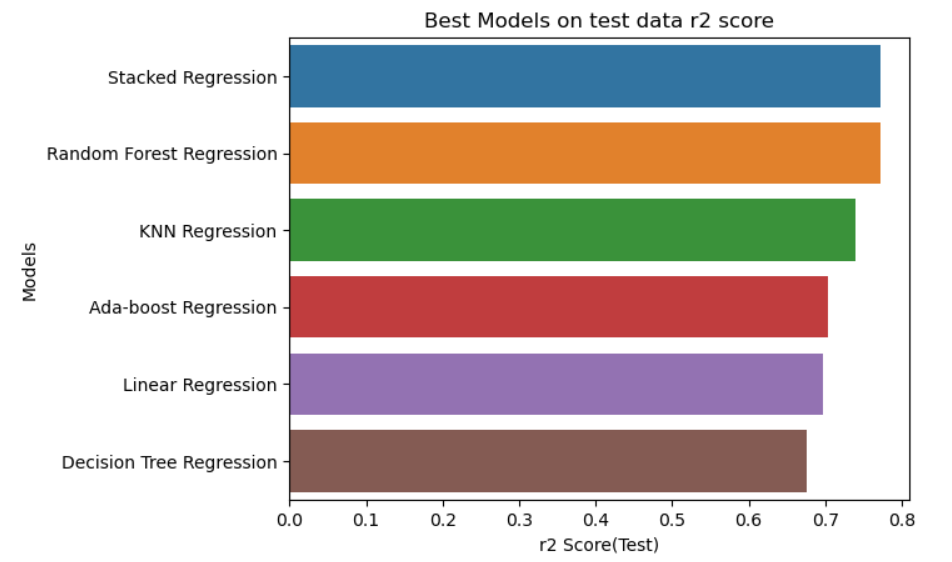 Best Models on test data r2 score
Models
Stacked Regression
Random Forest Regression
KNN Regression
Ada-boost Regression
Linear Regression
Decision Tree Regression
0.0 0.1 0.2 0.3 0.4 0.5 0.6 0.7 0.8
r2 Score(Test)